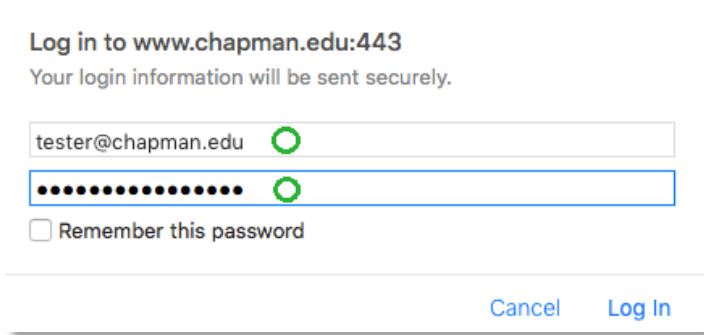 Log in to www.chapman.edu:443
Your login information will be sent securely.
tester@chapman.edu
••••••••••••••••
Remember this password
Cancel Log In